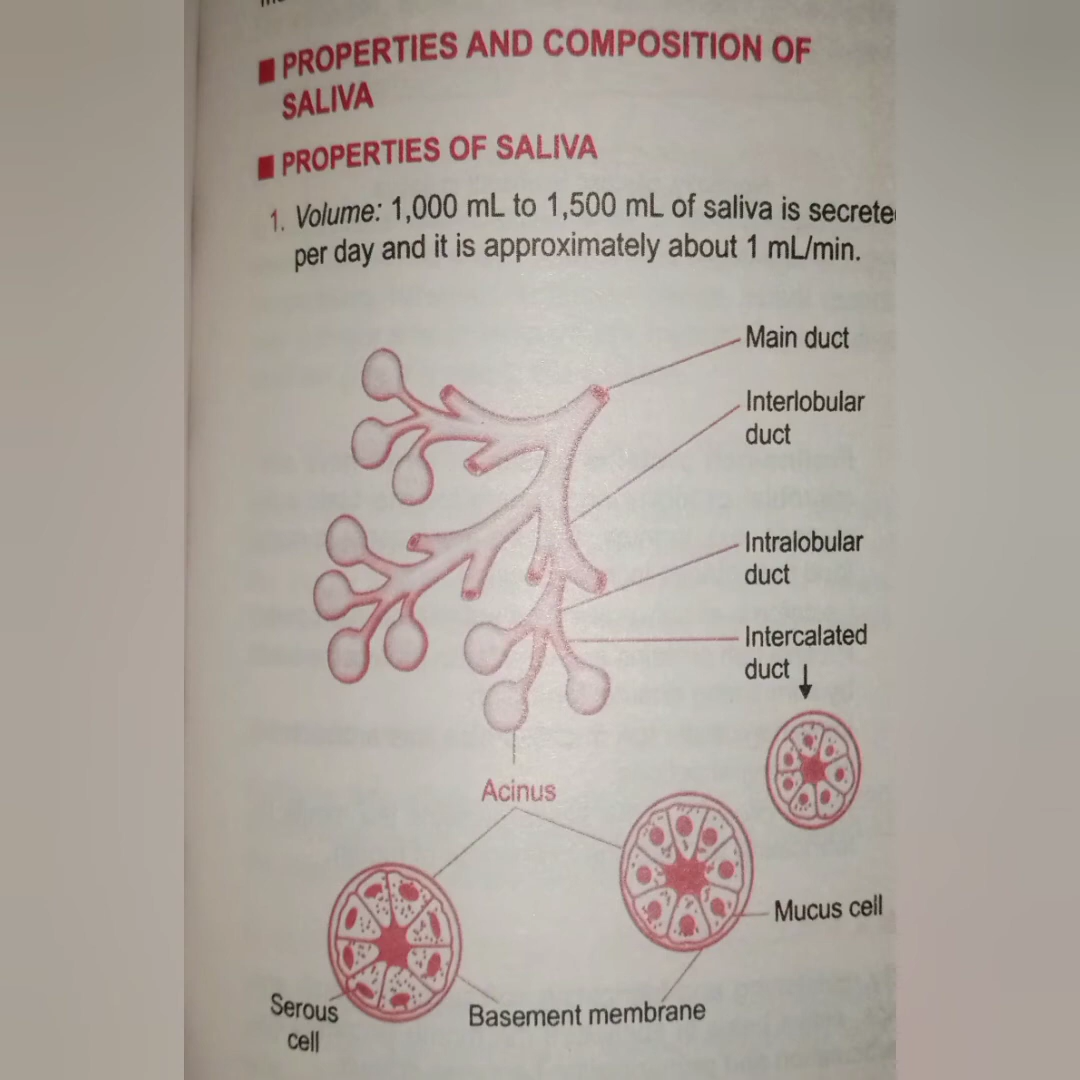 PROPERTIES AND COMPOSITION OF
SALIVA
PROPERTIES OF SALIVA
1. Volume: 1,000 mL to 1,500 mL of saliva is secrete
per day and it is approximately about 1 mL/min.
Main duct
Interlobular
duct
Intralobular
duct
Intercalated
duct
Acinus
Mucus cell
Serous
cell
Basement membrane